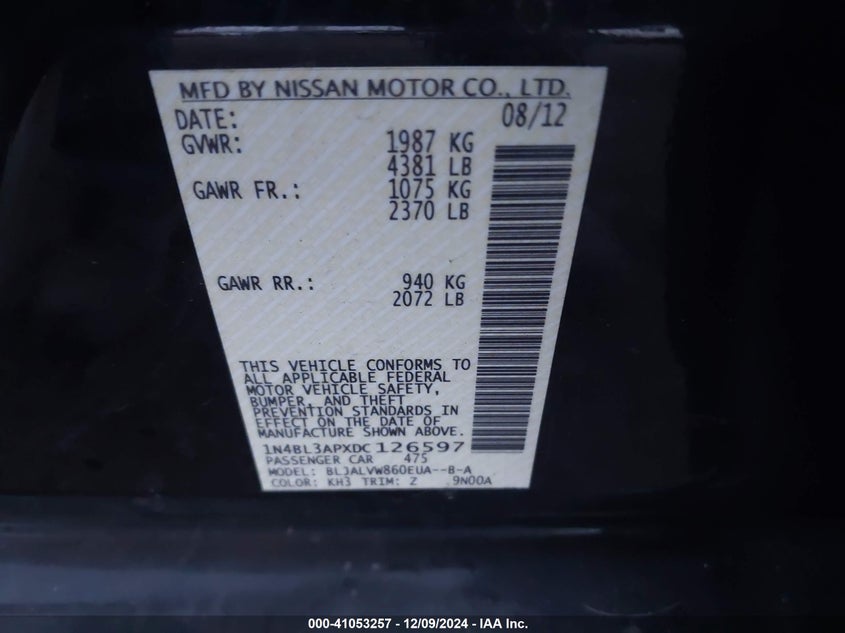 MFD BY NISSAN MOTOR CO., LTD.
DATE: 08/12
GVWR: 1987 KG
4381 LB
GAWR FR.: 1075 KG
2370 LB
GAWR RR.: 940 KG
2072 LB
THIS VEHICLE CONFORMS TO
ALL APPLICABLE FEDERAL
MOTOR VEHICLE SAFETY,
BUMPER, AND THEFT
PREVENTION STANDARDS IN
EFFECT ON THE DATE OF
MANUFACTURE SHOWN ABOVE.
1N4BL3APXDC126597
PASSENGER CAR 475
MODEL: BLJALVW860EUA--B-A
COLOR: KH3 TRIM: Z 9N00A
000-41053257 - 12/09/2024 - IAA Inc.